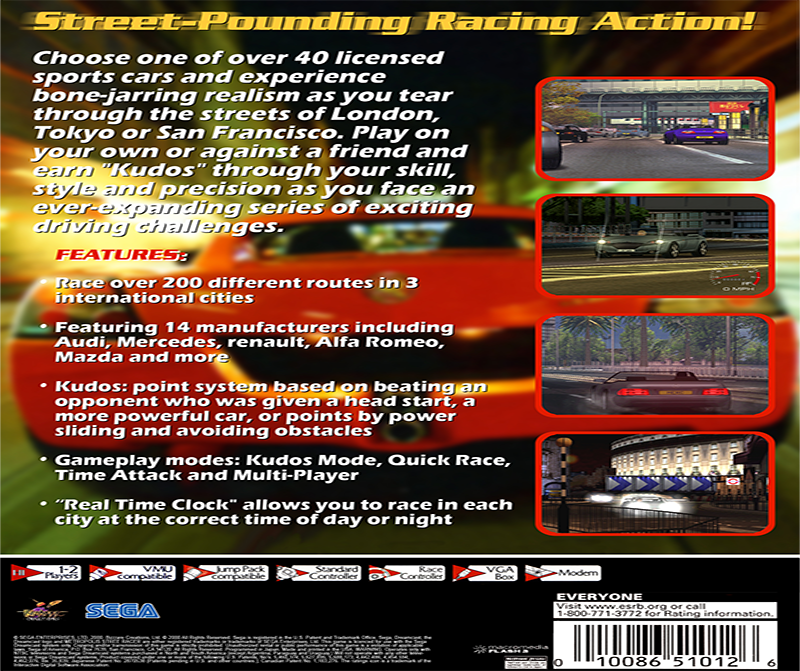 Street-Pounding Racing Action!
Choose one of over 40 licensed
sports cars and experience
bone-jarring realism as you tear
through the streets of London,
Tokyo or San Francisco. Play on
your own or against a friend and
earn "Kudos" through your skill,
style and precision as you face an
ever-expanding series of exciting
driving challenges.
FEATURES:
• Race over 200 different routes in 3
international cities
• Featuring 14 manufacturers including
Audi, Mercedes, renault, Alfa Romeo,
Mazda and more
• Kudos: point system based on beating an
opponent who was given a head start, a
more powerful car, or points by power
sliding and avoiding obstacles
• Gameplay modes: Kudos Mode, Quick Race,
Time Attack and Multi-Player
• “Real Time Clock" allows you to race in each
city at the correct time of day or night
0 MPH
1-2
Players
VMU
compatible
Jump Pack
compatible
Standard
Controller
Race
Controller
VGA
Box
Modem
SEGA
EVERYONE
Visit www.esrb.org or call
1-800-771-3772 for Rating information.
macromedia
FLASH 3
0 10086 51012 6